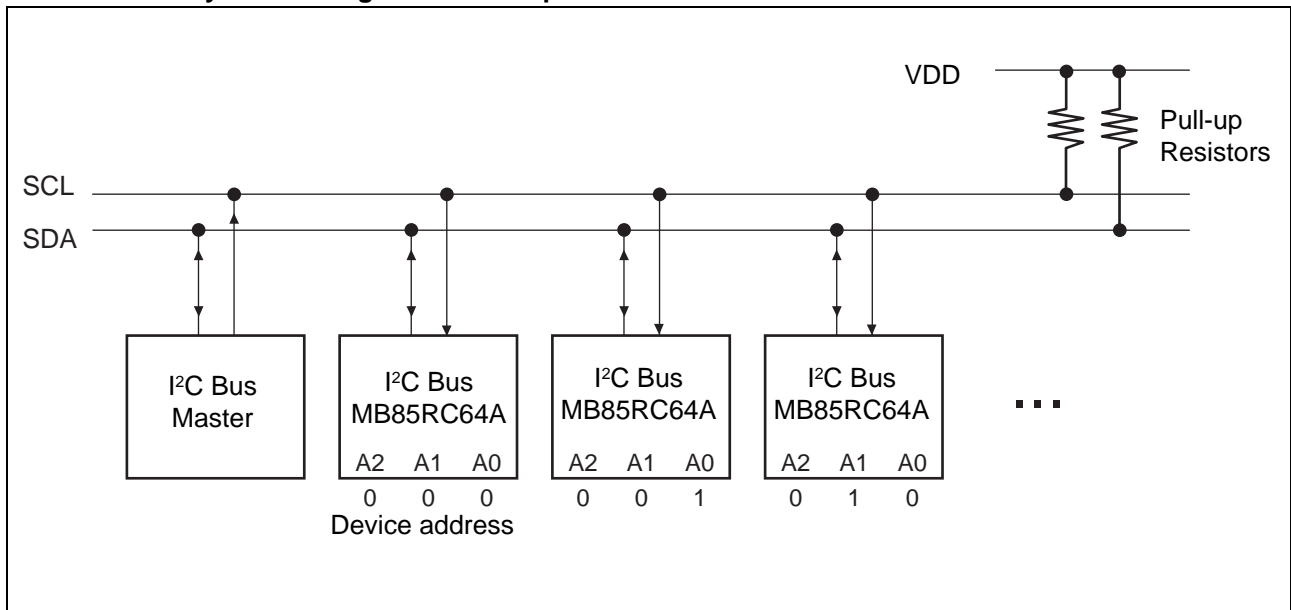 VDD
Pull-up
Resistors
SCL
SDA
I²C Bus
Master
I²C Bus
MB85RC64A
A2 A1 A0
0 0 0
Device address
I²C Bus
MB85RC64A
A2 A1 A0
0 0 1
I²C Bus
MB85RC64A
A2 A1 A0
0 1 0
...